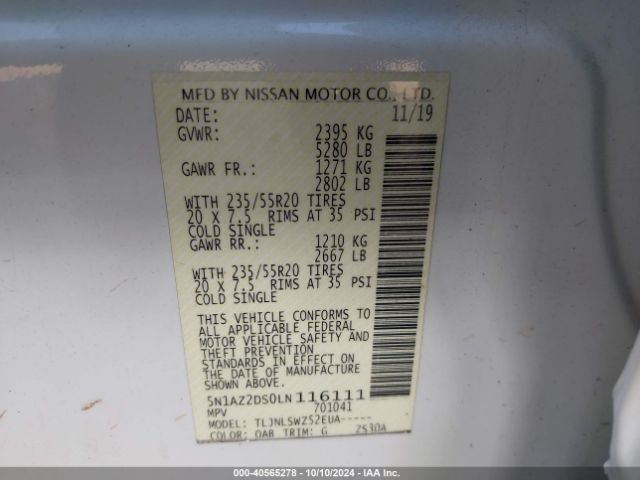 MFD BY NISSAN MOTOR CO., LTD.
DATE: 11/19
GVWR: 2395 KG
5280 LB
GAWR FR.: 1271 KG
2802 LB
WITH 235/55R20 TIRES
20 X 7.5 RIMS AT 35 PSI
COLD SINGLE
GAWR RR.: 1210 KG
2667 LB
WITH 235/55R20 TIRES
20 X 7.5 RIMS AT 35 PSI
COLD SINGLE
THIS VEHICLE CONFORMS TO
ALL APPLICABLE FEDERAL
MOTOR VEHICLE SAFETY AND
THEFT PREVENTION
STANDARDS IN EFFECT ON
THE DATE OF MANUFACTURE
SHOWN ABOVE.
5N1AZ2DS0LN116111
MPV 701041
MODEL: TLJNLSWZ52EUA-----
COLOR: QAB TRIM: G Z530A
000-40565278 - 10/10/2024 - IAA Inc.